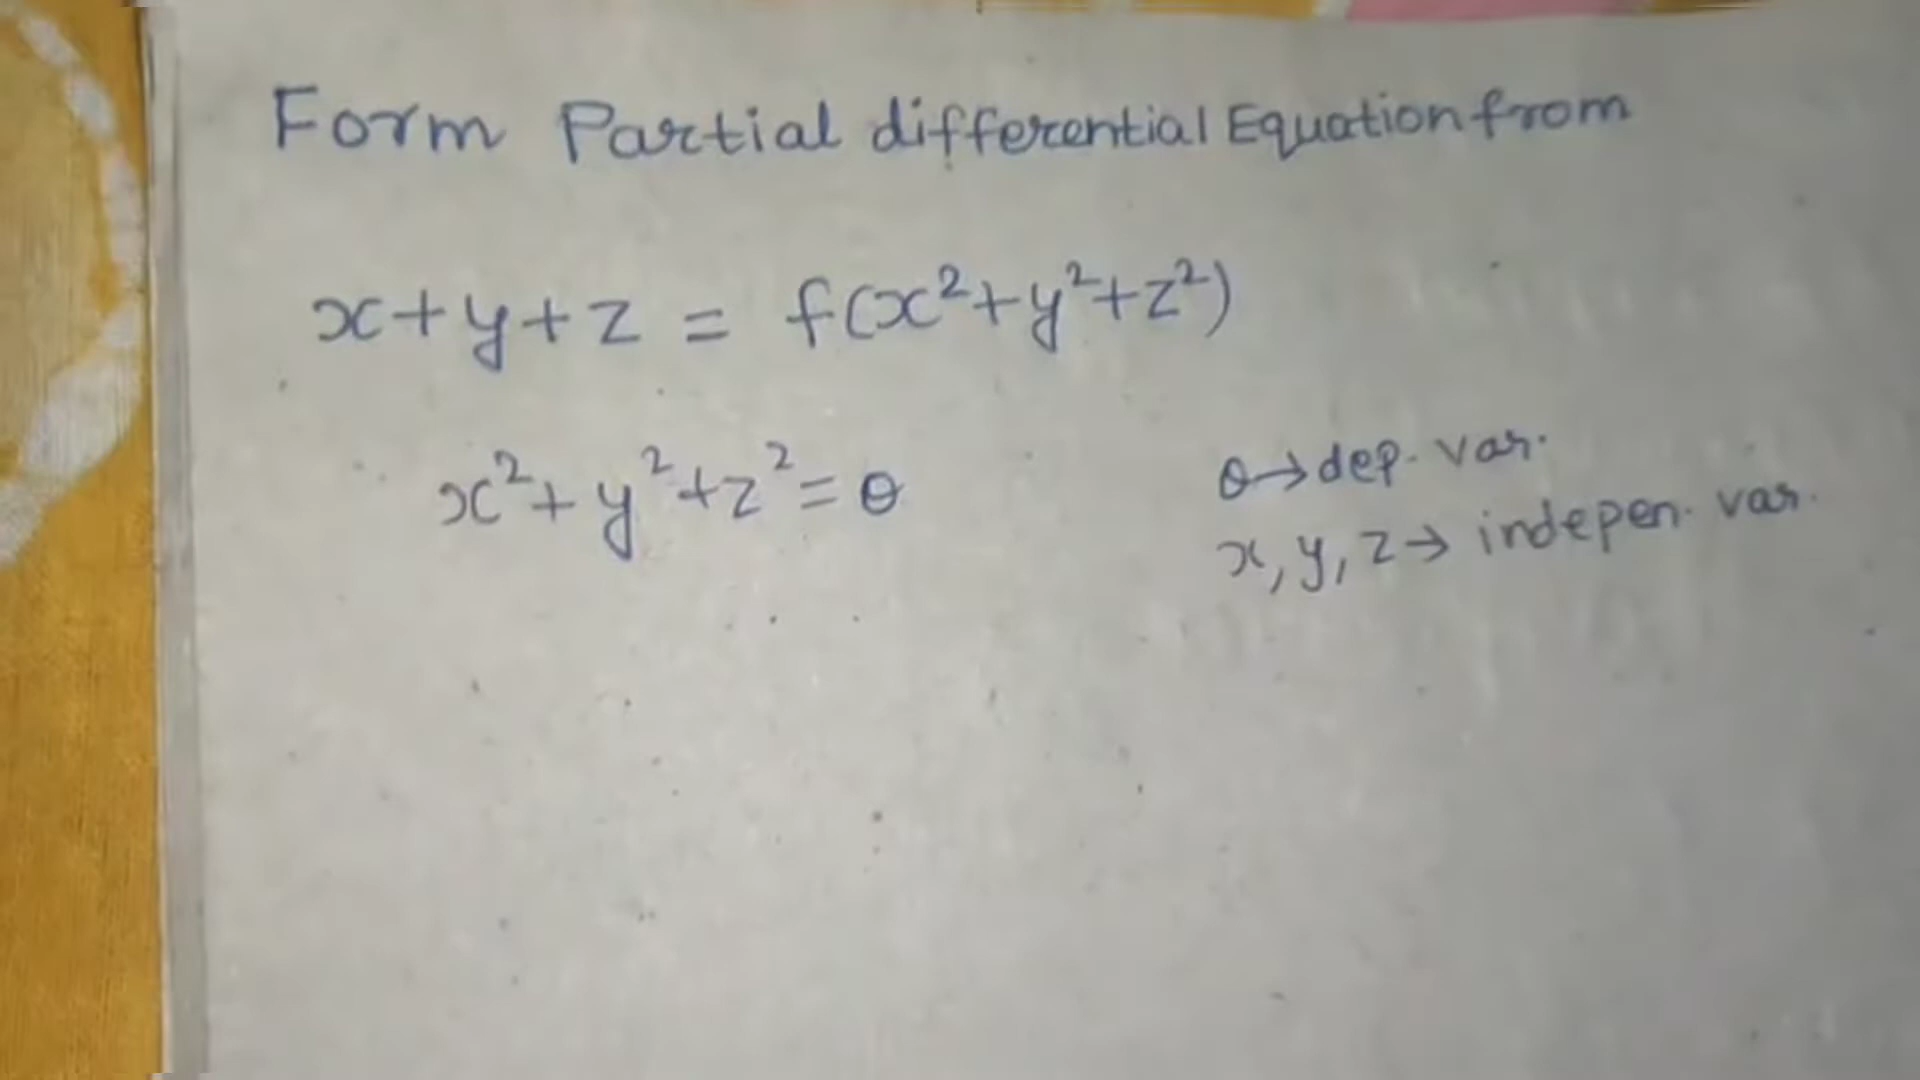 Form Partial differential Equation from
x+y+z = f(x²+y²+z²)
x²+y²+z²=θ
θ→dep. var.
x, y, z→ indepen. var.